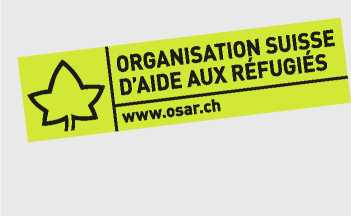 ORGANISATION SUISSE
D'AIDE AUX RÉFUGIÉS
www.osar.ch